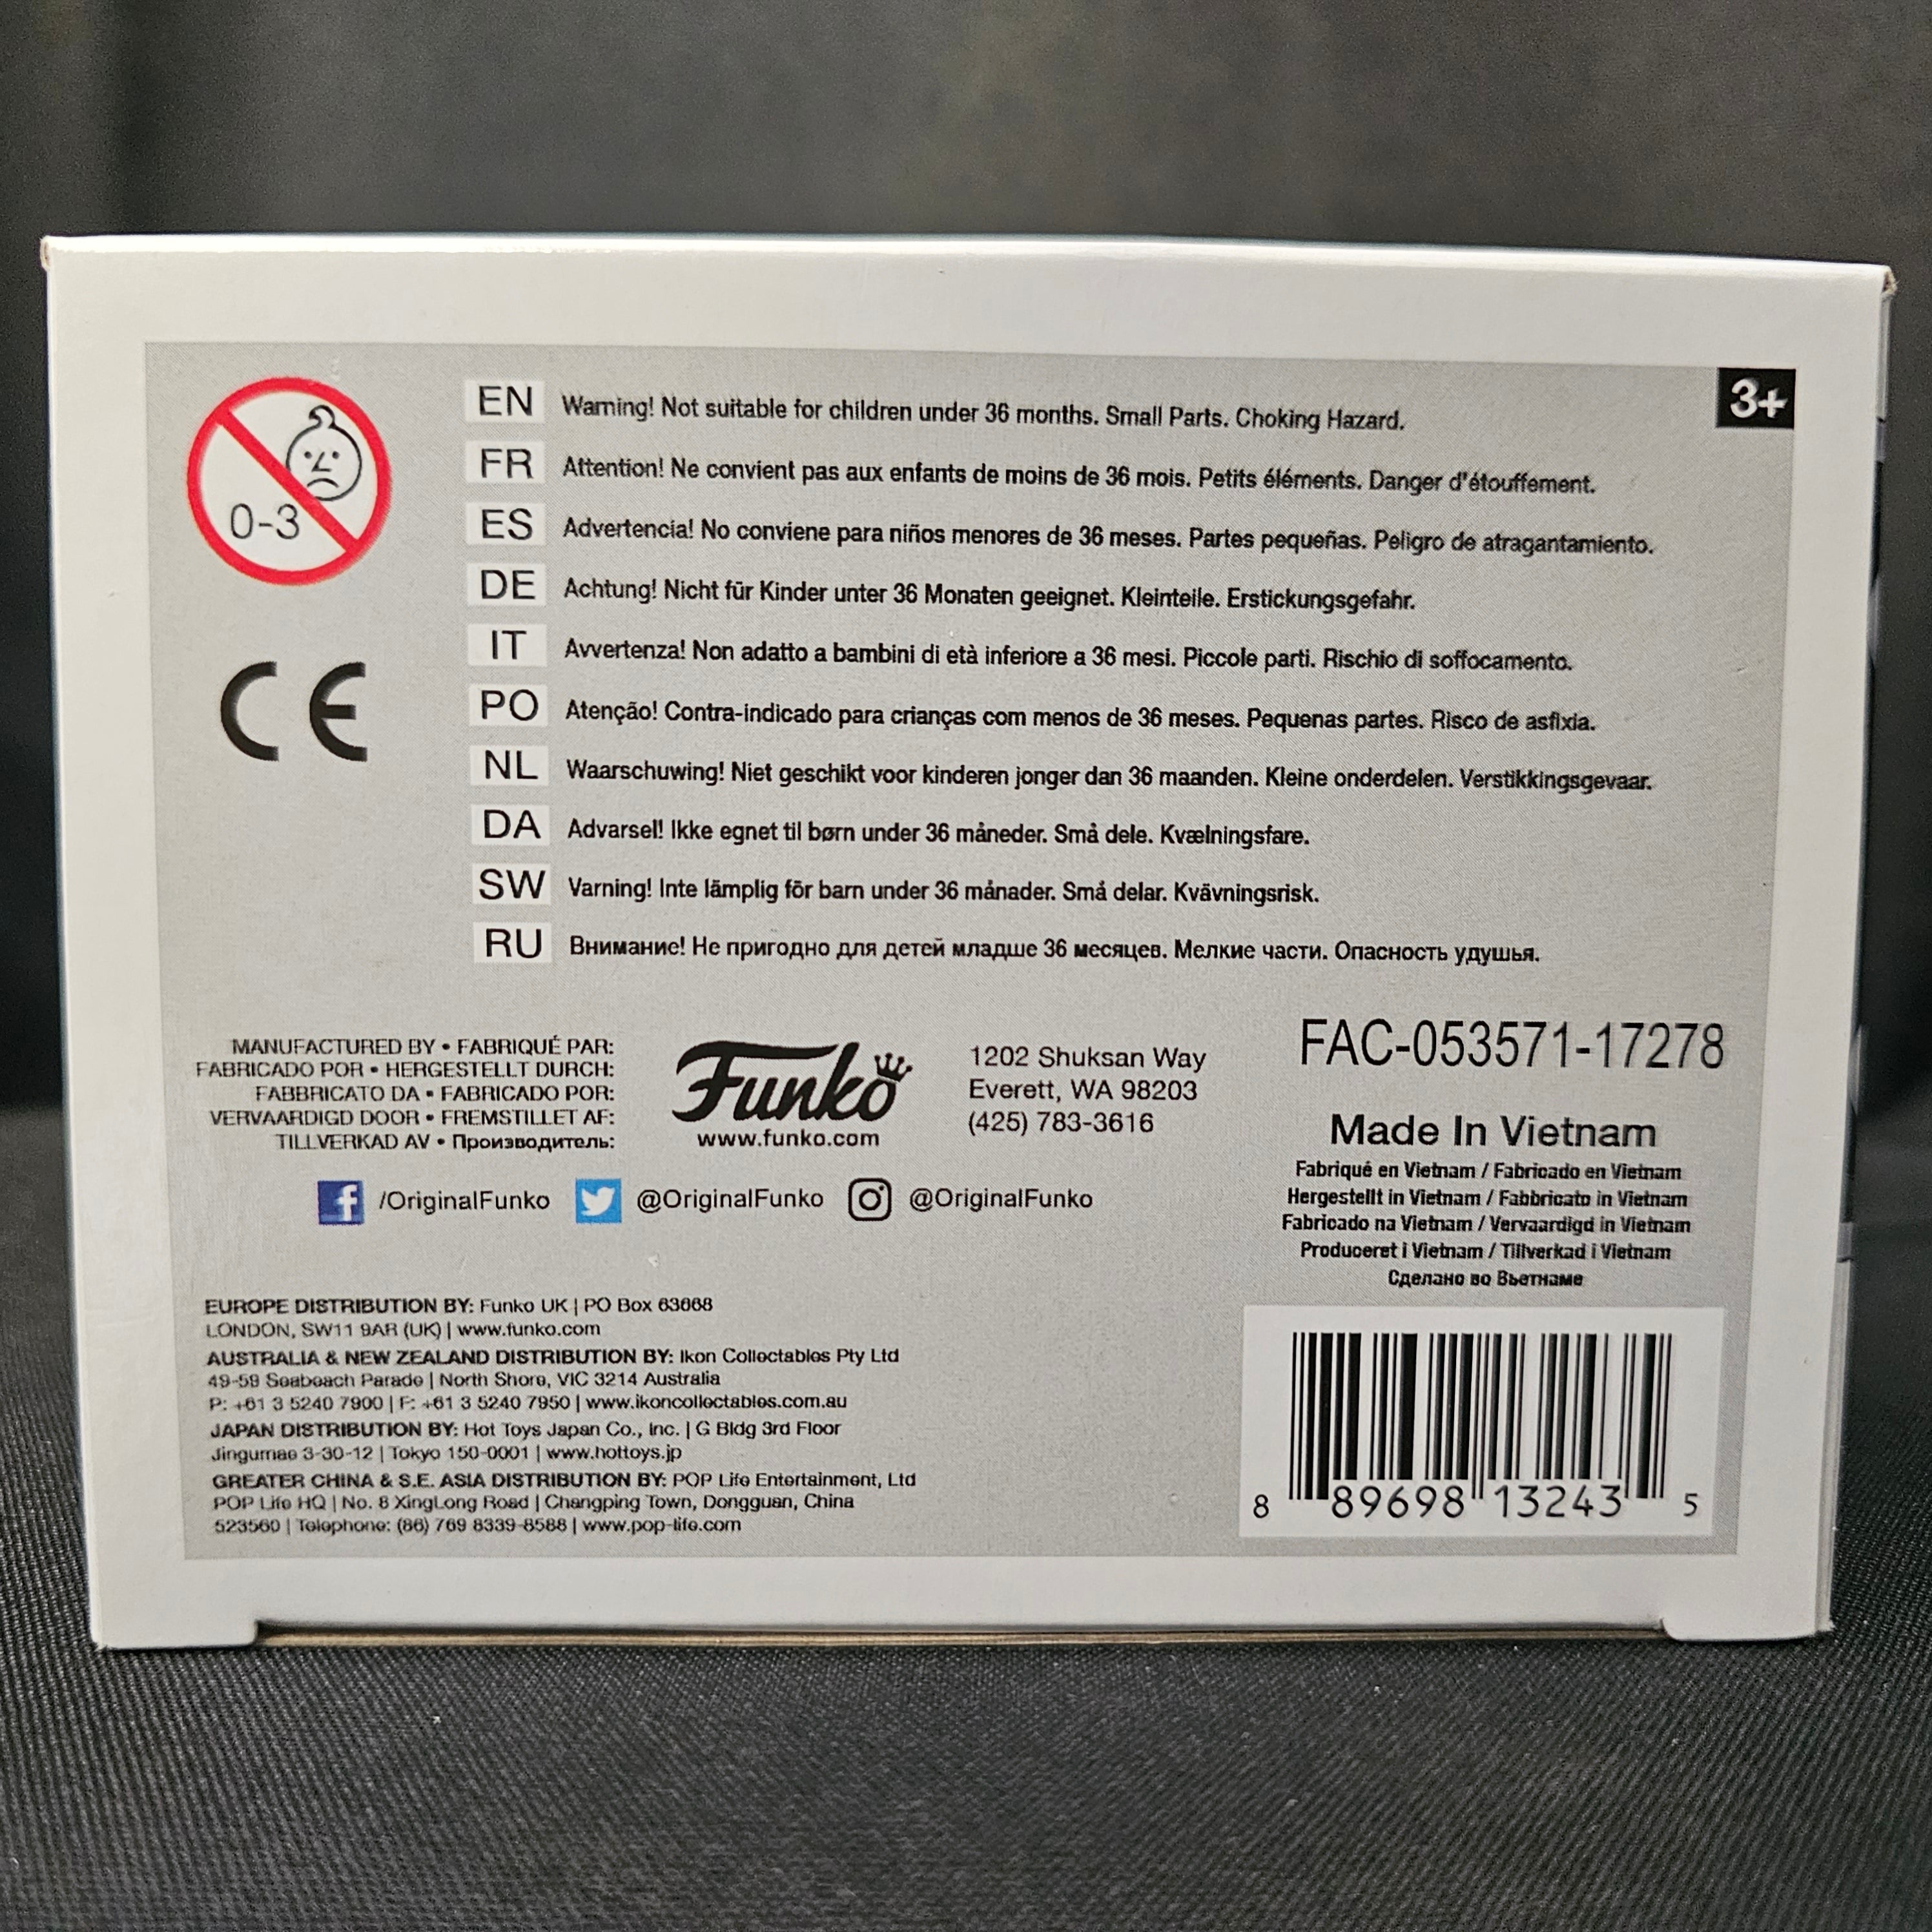 0-3
CE
3+
EN Warning! Not suitable for children under 36 months. Small Parts. Choking Hazard.
FR Attention! Ne convient pas aux enfants de moins de 36 mois. Petits éléments. Danger d'étouffement.
ES Advertencia! No conviene para niños menores de 36 meses. Partes pequeñas. Peligro de atragantamiento.
DE Achtung! Nicht für Kinder unter 36 Monaten geeignet. Kleinteile. Erstickungsgefahr.
IT Avvertenza! Non adatto a bambini di età inferiore a 36 mesi. Piccole parti. Rischio di soffocamento.
PO Atenção! Contra-indicado para crianças com menos de 36 meses. Pequenas partes. Risco de asfixia.
NL Waarschuwing! Niet geschikt voor kinderen jonger dan 36 maanden. Kleine onderdelen. Verstikkingsgevaar.
DA Advarsel! Ikke egnet til børn under 36 måneder. Små dele. Kvælningsfare.
SW Varning! Inte lämplig för barn under 36 månader. Små delar. Kvävningsrisk.
RU Внимание! Не пригодно для детей младше 36 месяцев. Мелкие части. Опасность удушья.
MANUFACTURED BY • FABRIQUÉ PAR:
FABRICADO POR • HERGESTELLT DURCH:
FABBRICATO DA • FABRICADO POR:
VERVAARDIGD DOOR • FREMSTILLET AF:
TILLVERKAD AV • Производитель:
Funko
www.funko.com
1202 Shuksan Way
Everett, WA 98203
(425) 783-3616
FAC-053571-17278
Made In Vietnam
Fabriqué en Vietnam / Fabricado en Vietnam
Hergestellt in Vietnam / Fabbricato in Vietnam
Fabricado na Vietnam / Vervaardigd in Vietnam
Produceret i Vietnam / Tillverkad i Vietnam
Сделано во Вьетнаме
/OriginalFunko @OriginalFunko @OriginalFunko
EUROPE DISTRIBUTION BY: Funko UK | PO Box 63668
LONDON, SW11 9AR (UK) | www.funko.com
AUSTRALIA & NEW ZEALAND DISTRIBUTION BY: Ikon Collectables Pty Ltd
49-59 Seabeach Parade | North Shore, VIC 3214 Australia
P: +61 3 5240 7900 | F: +61 3 5240 7950 | www.ikoncollectables.com.au
JAPAN DISTRIBUTION BY: Hot Toys Japan Co., Inc. | G Bldg 3rd Floor
Jingumae 3-30-12 | Tokyo 150-0001 | www.hottoys.jp
GREATER CHINA & S.E. ASIA DISTRIBUTION BY: POP Life Entertainment, Ltd
POP Life HQ | No. 8 XingLong Road | Changping Town, Dongguan, China
523560 | Telephone: (86) 769 8339-8588 | www.pop-life.com
8 89698 13243 5